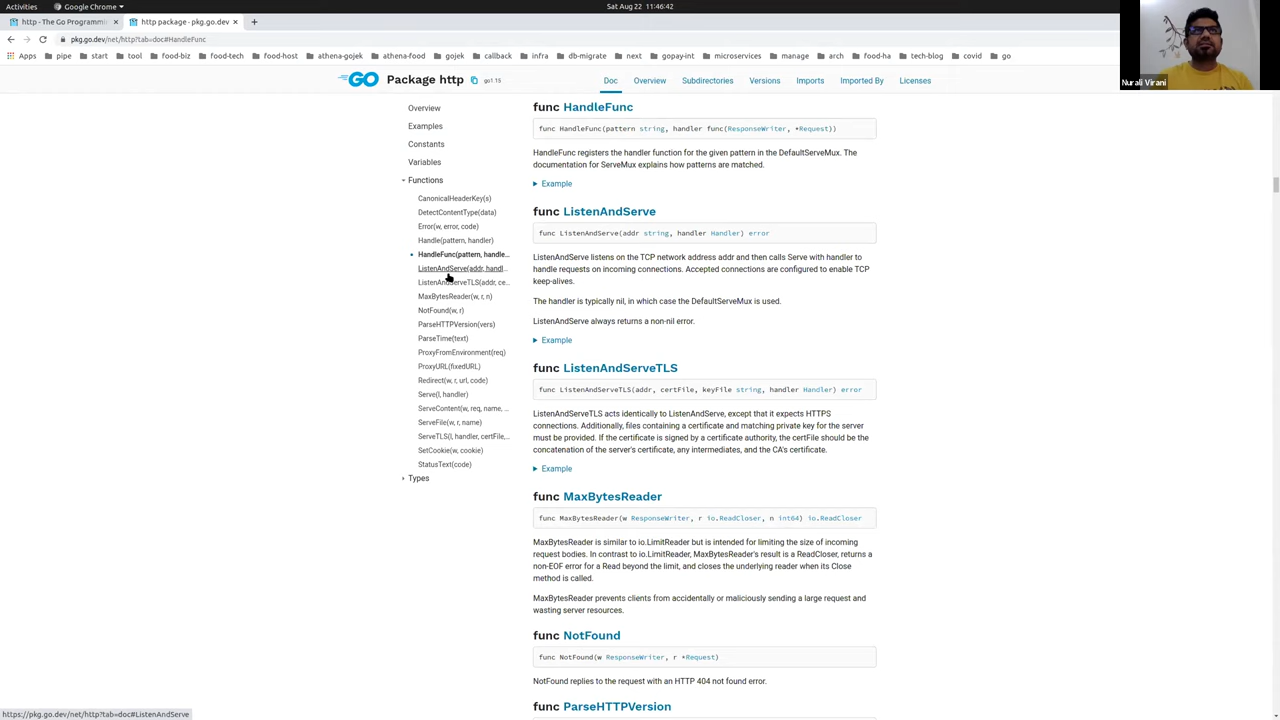 Activities
Google Chrome
Sat Aug 22 11:46:42
http - The Go Programmi
http package - pkg.go.dev
pkg.go.dev/net/http?tab=doc#HandleFunc
Apps pipe start tool food-biz food-tech food-host athena-gojek athena-food gojek callback infra db-migrate next gopay-int microservices manage arch food-ha tech-blog covid go
Nurali Virani
GO Package http go1.15 Doc Overview Subdirectories Versions Imports Imported By Licenses
Overview
Examples
Constants
Variables
Functions
CanonicalHeaderKey(s)
DetectContentType(data)
Error(w, error, code)
Handle(pattern, handler)
HandleFunc(pattern, handle...
ListenAndServe(addr, handl...
ListenAndServeTLS(addr, ce...
MaxBytesReader(w, r, n)
NotFound(w, r)
ParseHTTPVersion(vers)
ParseTime(text)
ProxyFromEnvironment(req)
ProxyURL(fixedURL)
Redirect(w, r, url, code)
Serve(l, handler)
ServeContent(w, req, name, ...
ServeFile(w, r, name)
ServeTLS(l, handler, certFile,...
SetCookie(w, cookie)
StatusText(code)
Types
func HandleFunc
func HandleFunc(pattern string, handler func(ResponseWriter, *Request))
HandleFunc registers the handler function for the given pattern in the DefaultServeMux. The
documentation for ServeMux explains how patterns are matched.
Example
func ListenAndServe
func ListenAndServe(addr string, handler Handler) error
ListenAndServe listens on the TCP network address addr and then calls Serve with handler to
handle requests on incoming connections. Accepted connections are configured to enable TCP
keep-alives.
The handler is typically nil, in which case the DefaultServeMux is used.
ListenAndServe always returns a non-nil error.
Example
func ListenAndServeTLS
func ListenAndServeTLS(addr, certFile, keyFile string, handler Handler) error
ListenAndServeTLS acts identically to ListenAndServe, except that it expects HTTPS
connections. Additionally, files containing a certificate and matching private key for the server
must be provided. If the certificate is signed by a certificate authority, the certFile should be the
concatenation of the server's certificate, any intermediates, and the CA's certificate.
Example
func MaxBytesReader
func MaxBytesReader(w ResponseWriter, r io.ReadCloser, n int64) io.ReadCloser
MaxBytesReader is similar to io.LimitReader but is intended for limiting the size of incoming
request bodies. In contrast to io.LimitReader, MaxBytesReader's result is a ReadCloser, returns a
non-EOF error for a Read beyond the limit, and closes the underlying reader when its Close
method is called.
MaxBytesReader prevents clients from accidentally or maliciously sending a large request and
wasting server resources.
func NotFound
func NotFound(w ResponseWriter, r *Request)
NotFound replies to the request with an HTTP 404 not found error.
func ParseHTTPVersion
https://pkg.go.dev/net/http?tab=doc#ListenAndServe